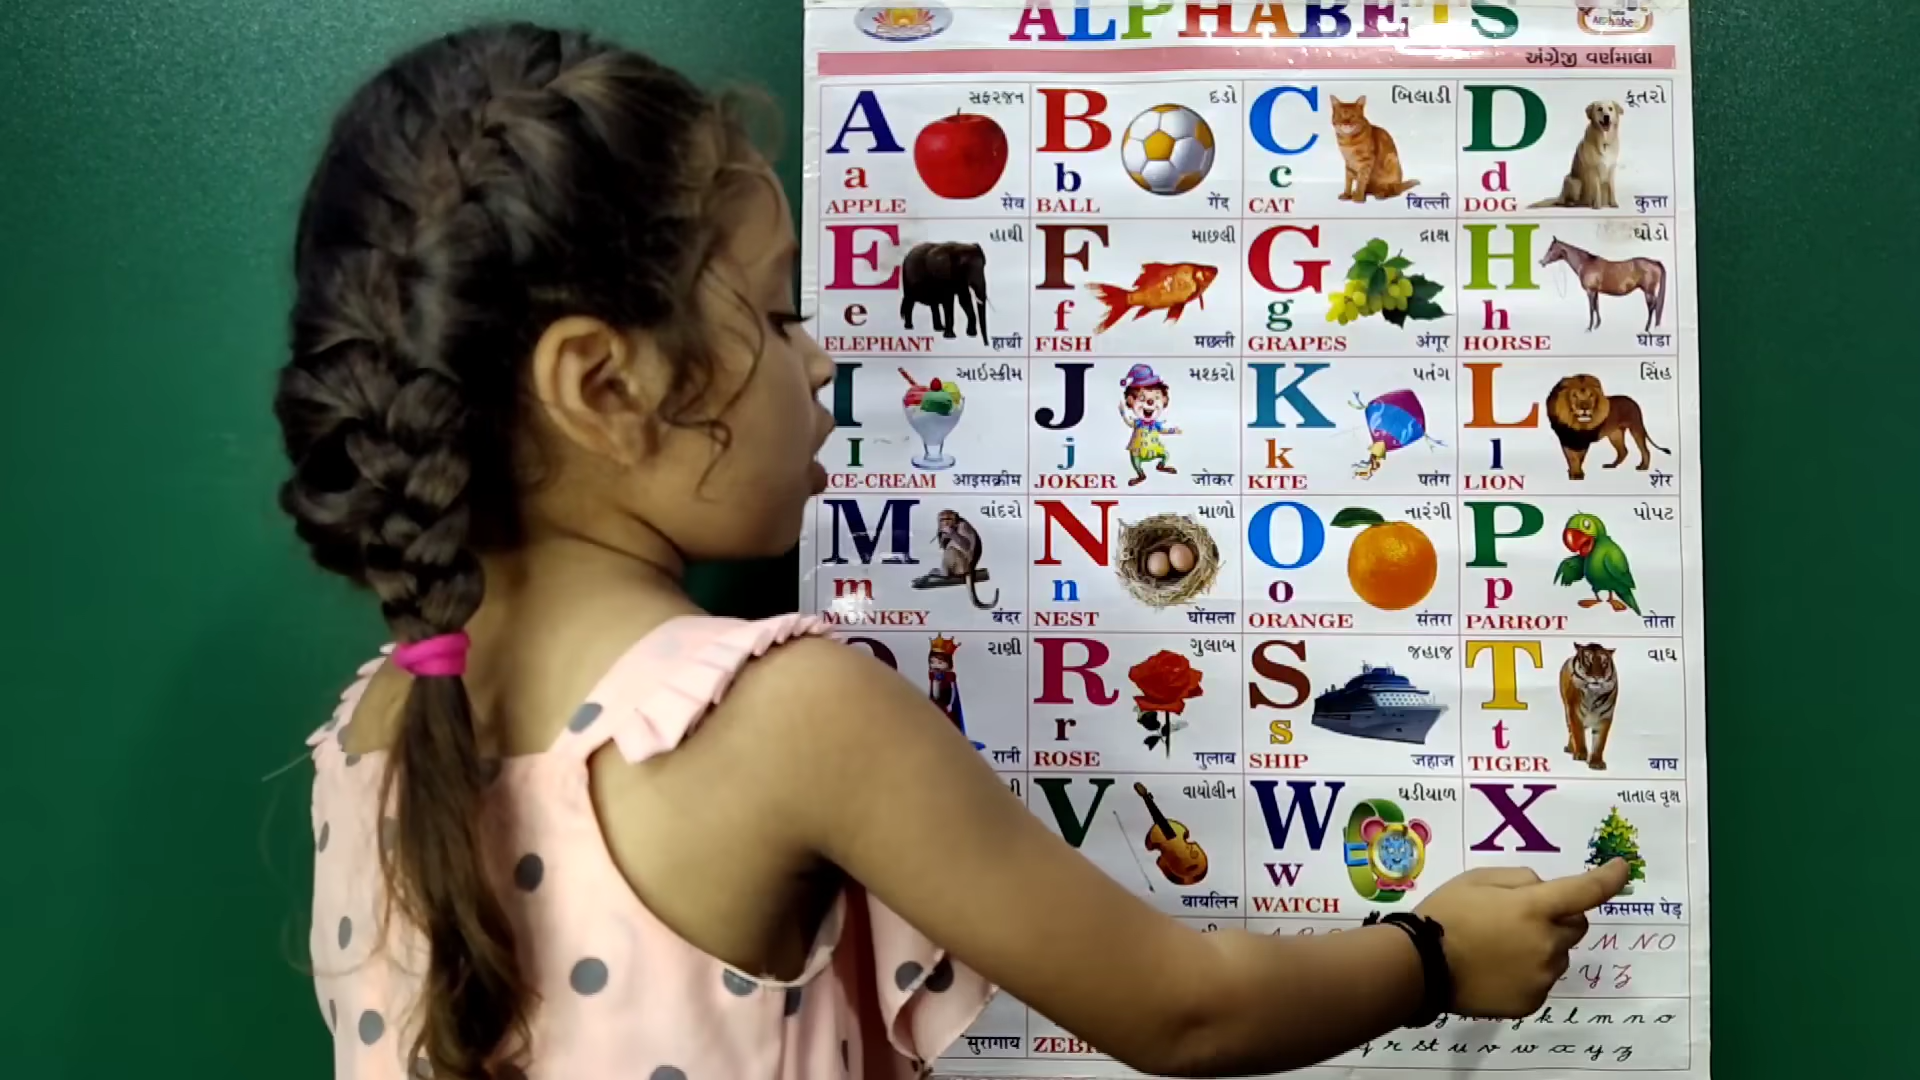 ALPHABETS
Alphabet
અંગ્રેજી વર્ણમાલા
A સફરજન
a
APPLE सेव
B દડો
b
BALL गेंद
C બિલાડી
c
CAT बिल्ली
D કૂતરો
d
DOG कुत्ता
E હાથી
e
ELEPHANT हाथी
F માછલી
f
FISH मछली
G દ્રાક્ષ
g
GRAPES अंगूर
H ઘોડો
h
HORSE घोडा
I આઇસ્ક્રીમ
I
ICE-CREAM आइसक्रीम
J મશ્કરો
j
JOKER जोकर
K પતંગ
k
KITE पतंग
L સિંહ
l
LION शेर
M વાંદરો
m
MONKEY बंदर
N માળો
n
NEST घोंसला
O નારંગી
o
ORANGE संतरा
P પોપટ
p
PARROT तोता
રાણી
रानी
R ગુલાબ
r
ROSE गुलाब
S જહાજ
s
SHIP जहाज
T વાઘ
t
TIGER बाघ
V વાયોલીન
वायलिन
W ઘડીયાળ
w
WATCH
X નાતાલ વૃક્ષ
क्रिसमस पेड़
M N O
y z
k l m n o
सुरागाय
q r s t u v w x y z